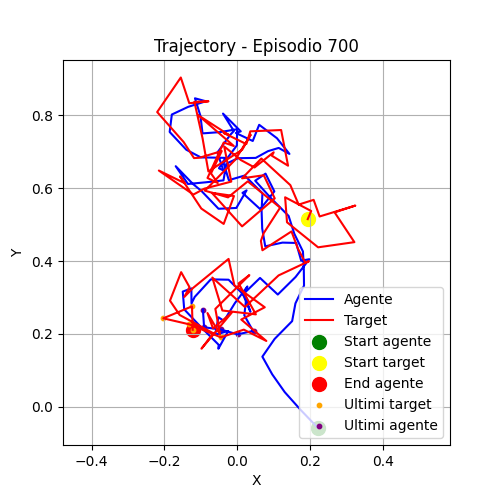 Trajectory - Episodio 700
Y
0.8
0.6
0.4
0.2
0.0
−0.4
−0.2
0.0
0.2
0.4
X
Agente
Target
Start agente
Start target
End agente
Ultimi target
Ultimi agente